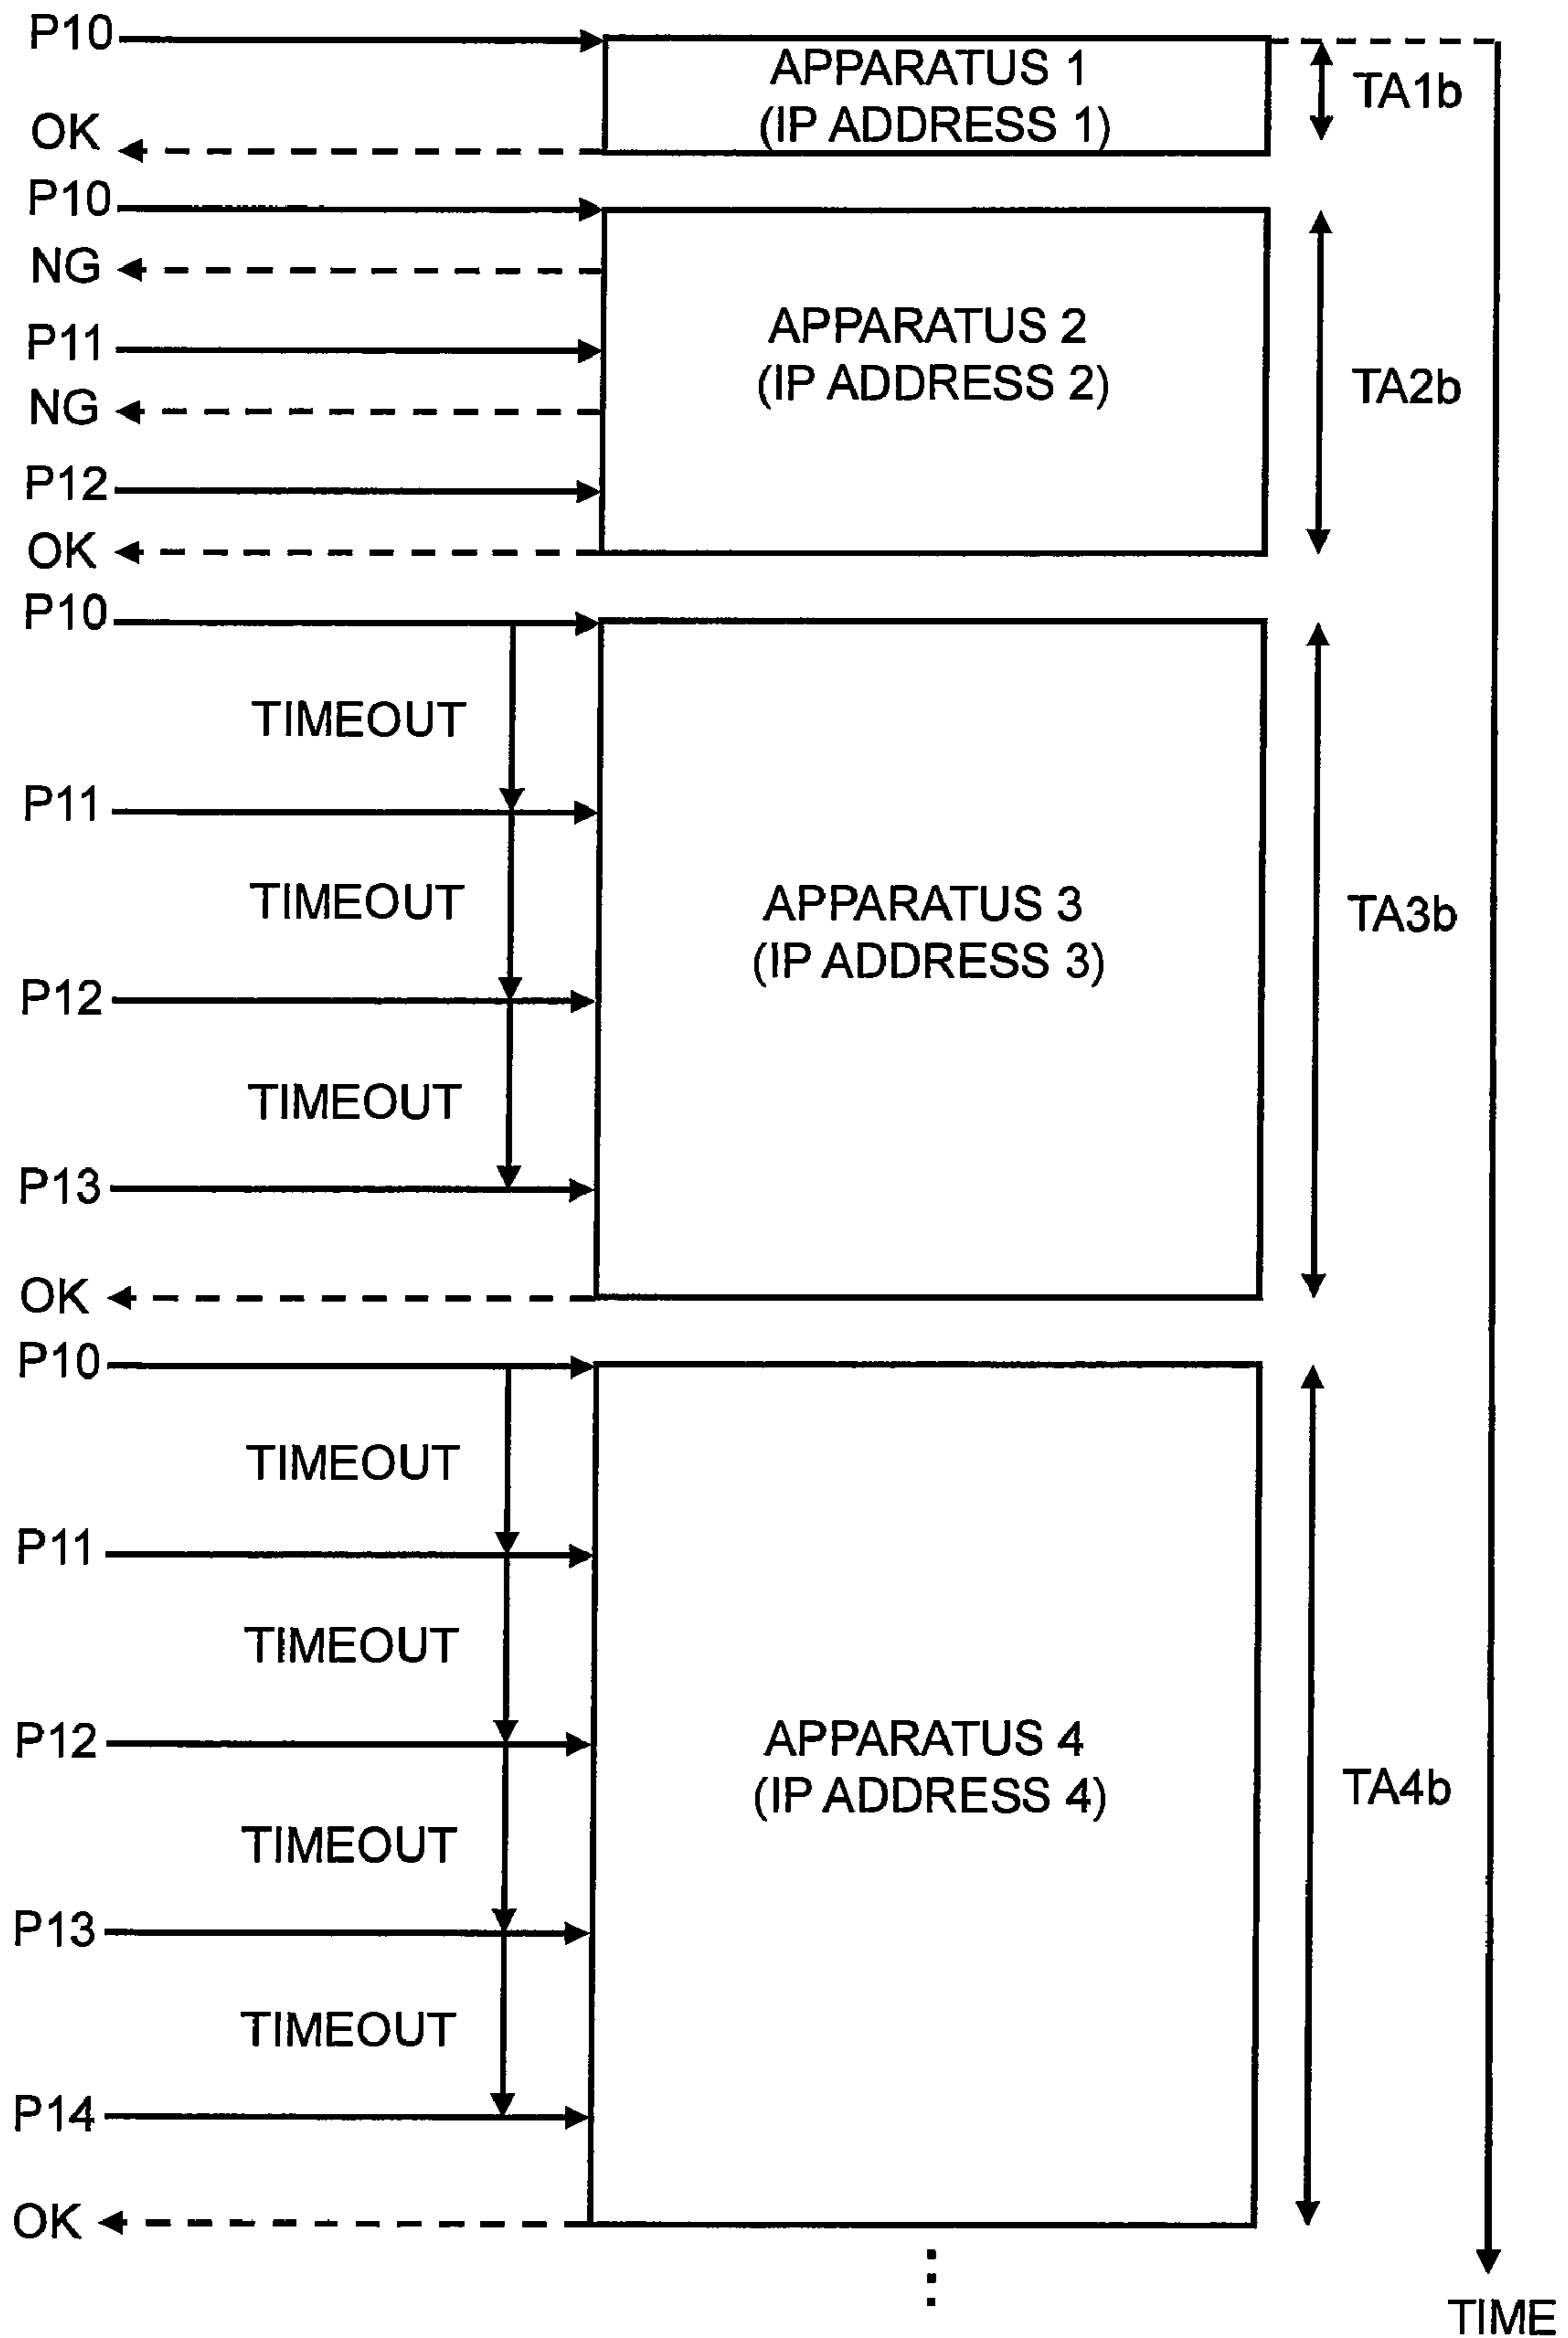 P10
APPARATUS 1
(IP ADDRESS 1)
TA1b
OK
P10
NG
P11
APPARATUS 2
(IP ADDRESS 2)
TA2b
NG
P12
OK
P10
TIMEOUT
P11
TIMEOUT
APPARATUS 3
(IP ADDRESS 3)
TA3b
P12
TIMEOUT
P13
OK
P10
TIMEOUT
P11
TIMEOUT
P12
APPARATUS 4
(IP ADDRESS 4)
TA4b
TIMEOUT
P13
TIMEOUT
P14
OK
TIME